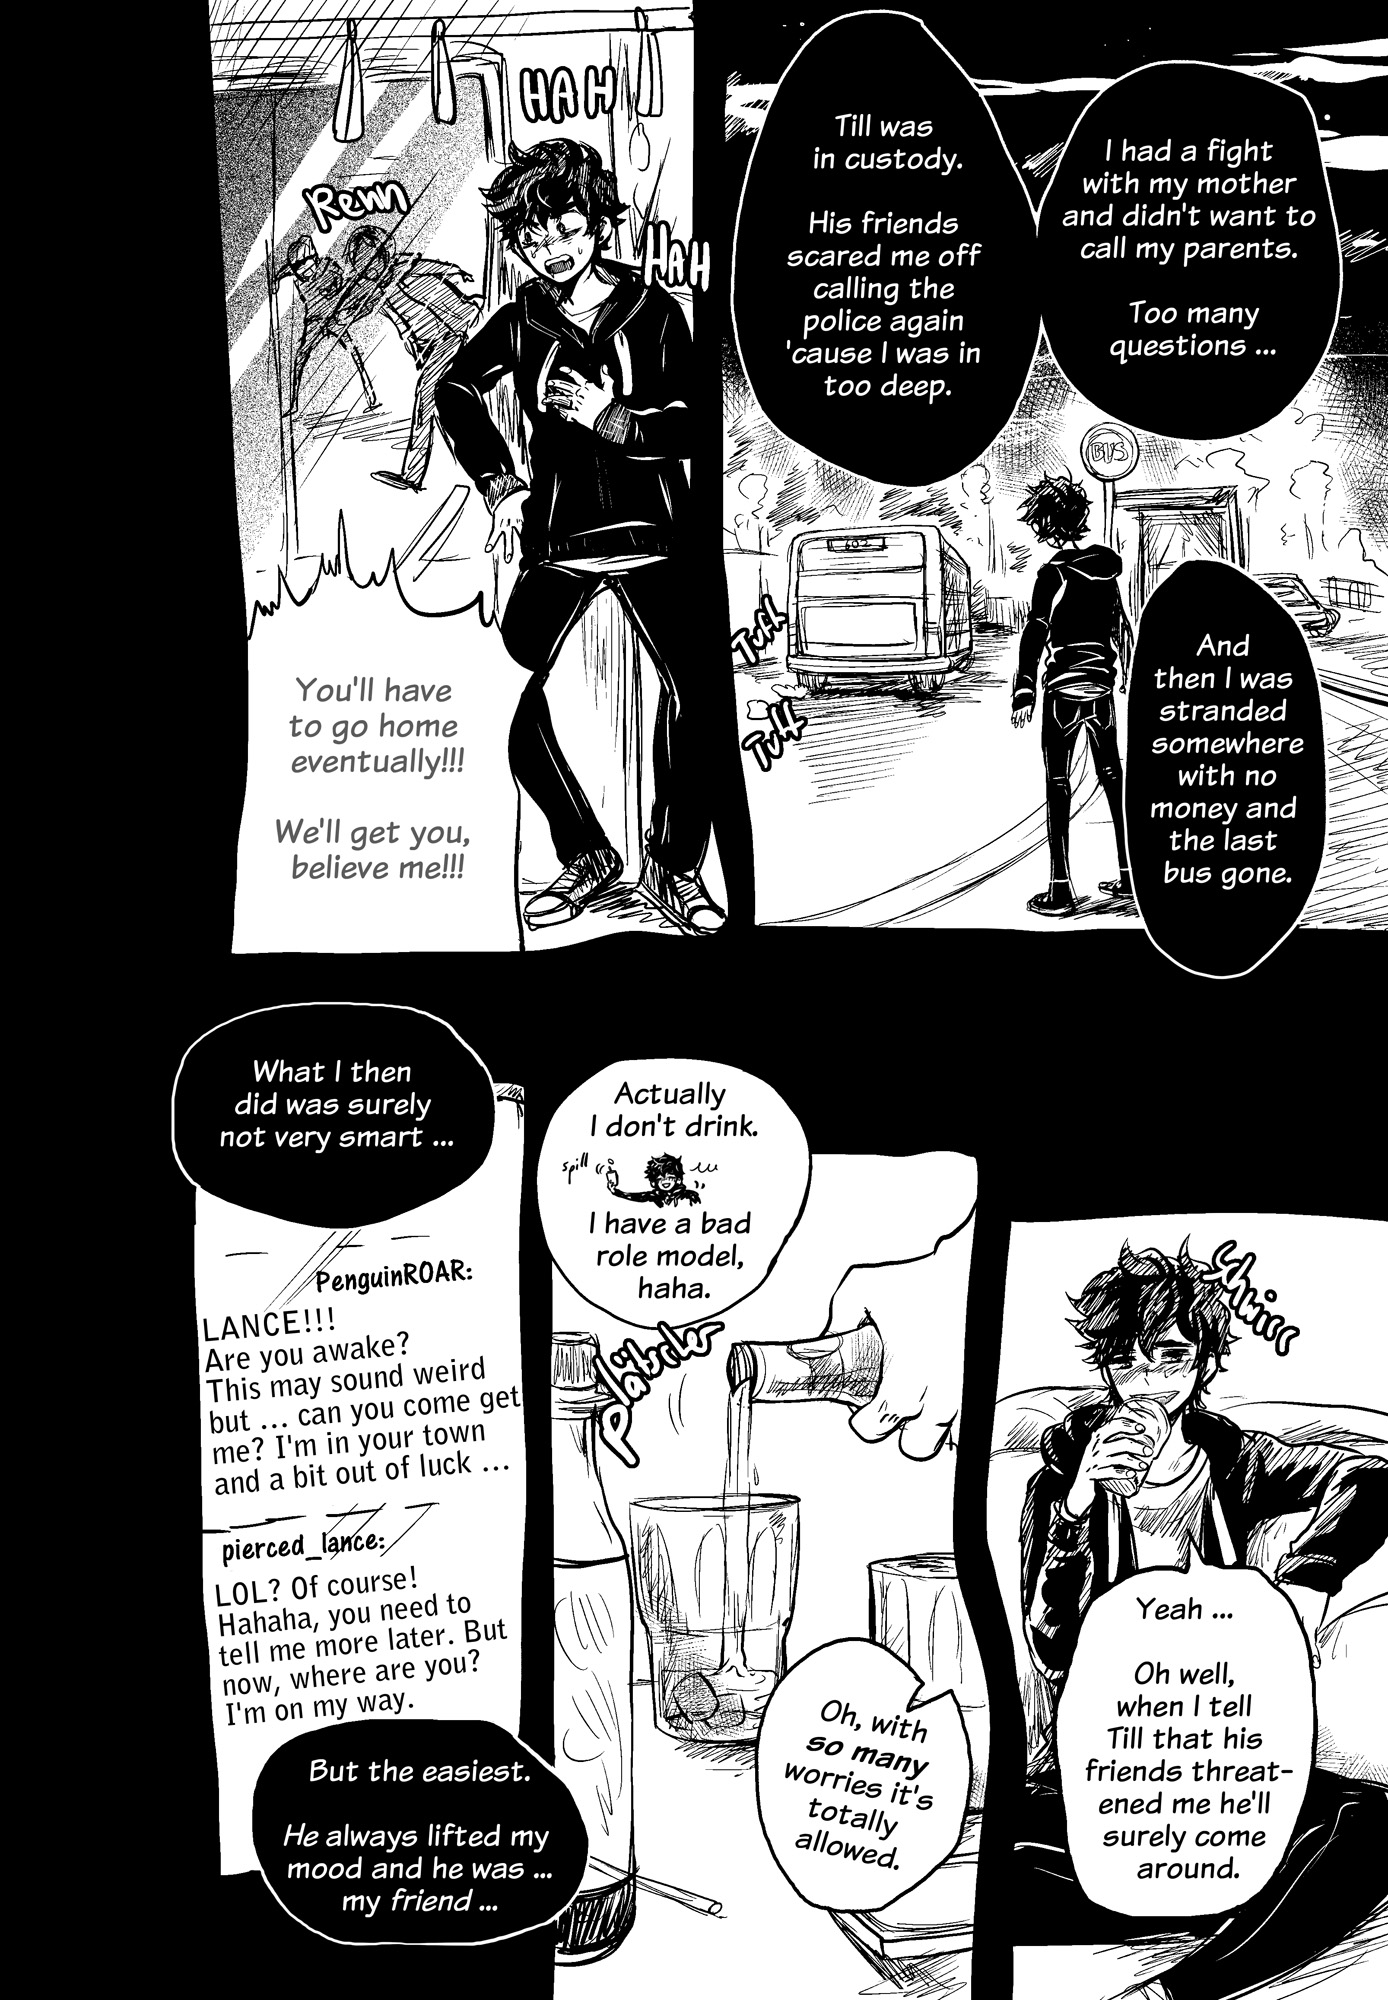 HAH
Renn
HAH
You'll have
to go home
eventually!!!
We'll get you,
believe me!!!
Till was
in custody.
His friends
scared me off
calling the
police again
'cause I was in
too deep.
I had a fight
with my mother
and didn't want to
call my parents.
Too many
questions ...
BUS
602
Tuff
Tuff
And
then I was
stranded
somewhere
with no
money and
the last
bus gone.
What I then
did was surely
not very smart ...
PenguinROAR:
LANCE!!!
Are you awake?
This may sound weird
but ... can you come get
me? I'm in your town
and a bit out of luck ...
pierced_lance:
LOL? Of course!
Hahaha, you need to
tell me more later. But
now, where are you?
I'm on my way.
But the easiest.
He always lifted my
mood and he was ...
my friend ...
Actually
I don't drink.
spill
I have a bad
role model,
haha.
plätscher
Oh, with
so many
worries it's
totally
allowed.
Schwirr
Yeah ...
Oh well,
when I tell
Till that his
friends threat-
ened me he'll
surely come
around.